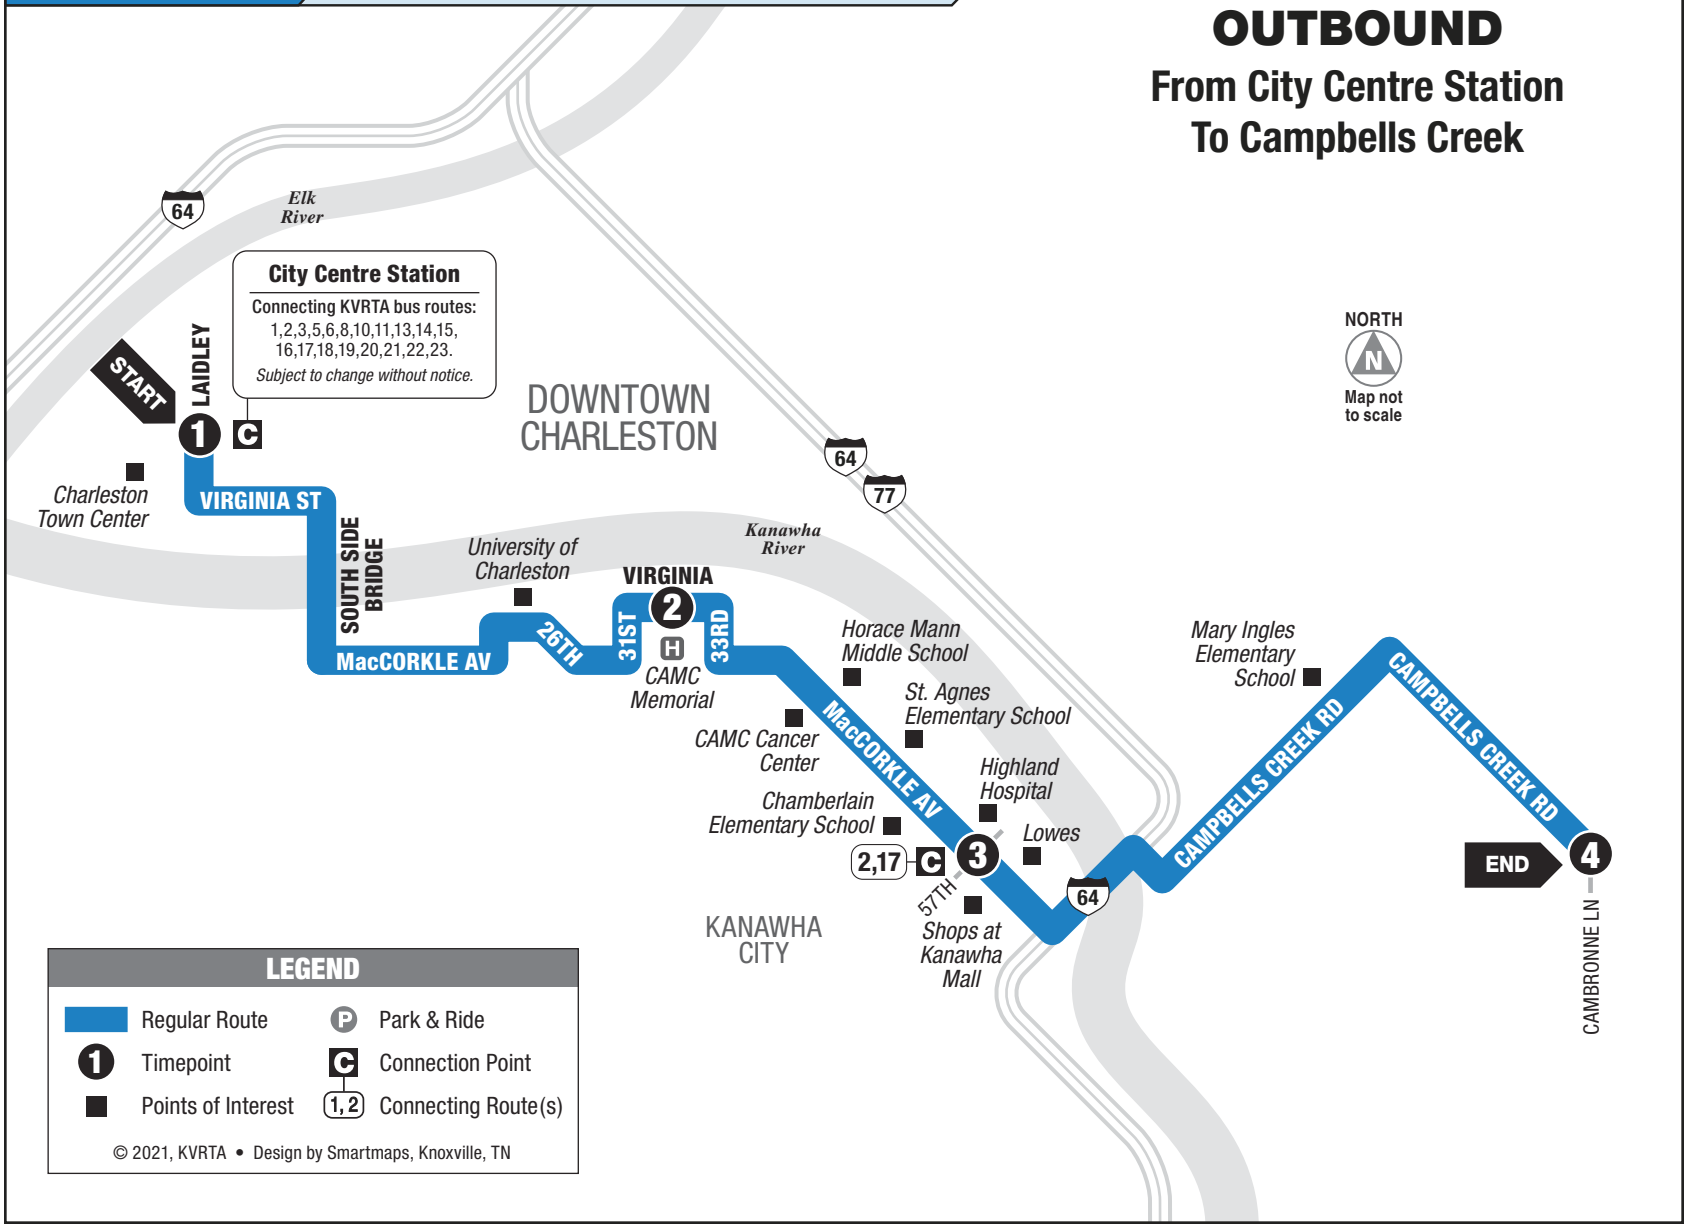 OUTBOUND
From City Centre Station
To Campbells Creek
64
Elk
River
City Centre Station
Connecting KVRTA bus routes:
1,2,3,5,6,8,10,11,13,14,15,
16,17,18,19,20,21,22,23.
Subject to change without notice.
NORTH
N
Map not
to scale
START
LAIDLEY
1
C
DOWNTOWN
CHARLESTON
64
77
Charleston
Town Center
VIRGINIA ST
SOUTH SIDE
BRIDGE
Kanawha
River
University of
Charleston
VIRGINIA
2
26TH
31ST
33RD
H
CAMC
Memorial
MacCORKLE AV
Horace Mann
Middle School
St. Agnes
Elementary School
Mary Ingles
Elementary
School
CAMC Cancer
Center
MacCORKLE AV
Highland
Hospital
Chamberlain
Elementary School
Lowes
2,17
C
3
57TH
64
CAMPBELLS CREEK RD
CAMPBELLS CREEK RD
END
4
CAMBRONNE LN
KANAWHA
CITY
Shops at
Kanawha
Mall
LEGEND
Regular Route
P
Park & Ride
1
Timepoint
C
Connection Point
Points of Interest
1, 2
Connecting Route(s)
© 2021, KVRTA • Design by Smartmaps, Knoxville, TN